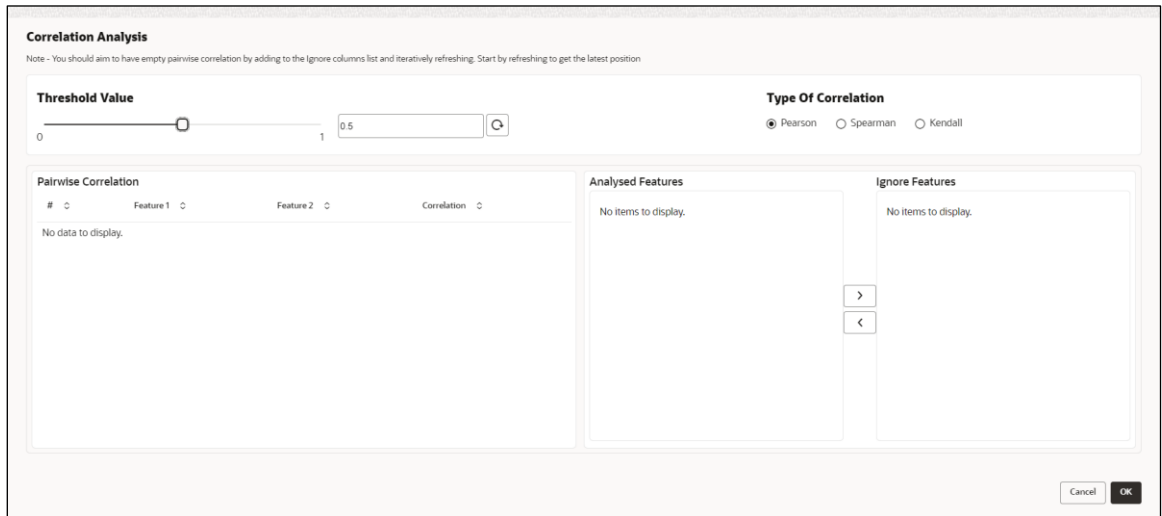 Correlation Analysis
Note - You should aim to have empty pairwise correlation by adding to the Ignore columns list and iteratively refreshing. Start by refreshing to get the latest position
Threshold Value
0
1
0.5
Type Of Correlation
Pearson Spearman Kendall
Pairwise Correlation
# Feature 1 Feature 2 Correlation
No data to display.
Analysed Features
No items to display.
>
<
Ignore Features
No items to display.
Cancel OK